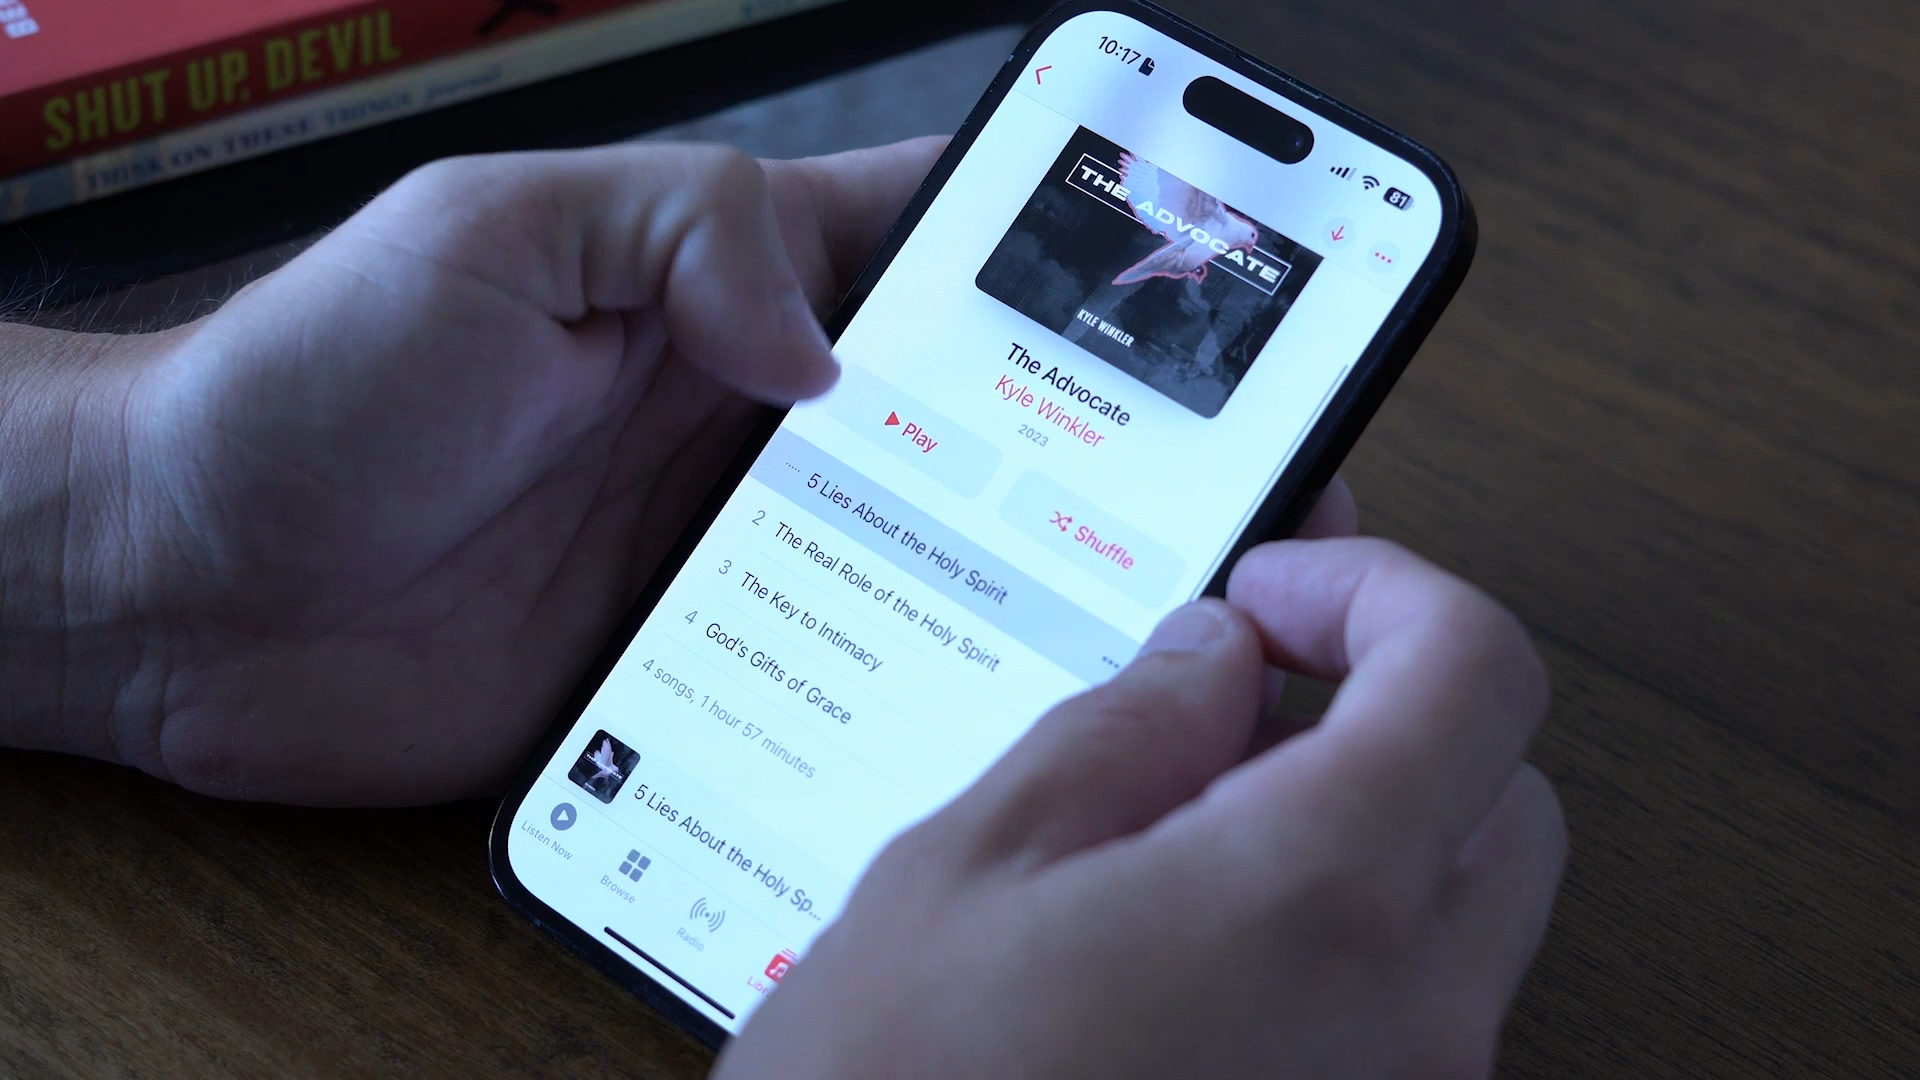 SHUT UP, DEVIL
THINK ON THESE THINGS Journal
10:17
81
THE ADVOCATE
KYLE WINKLER
The Advocate
Kyle Winkler
2023
Play
Shuffle
5 Lies About the Holy Spirit
2 The Real Role of the Holy Spirit
3 The Key to Intimacy
4 God's Gifts of Grace
4 songs, 1 hour 57 minutes
5 Lies About the Holy Sp...
Listen Now
Browse
Radio